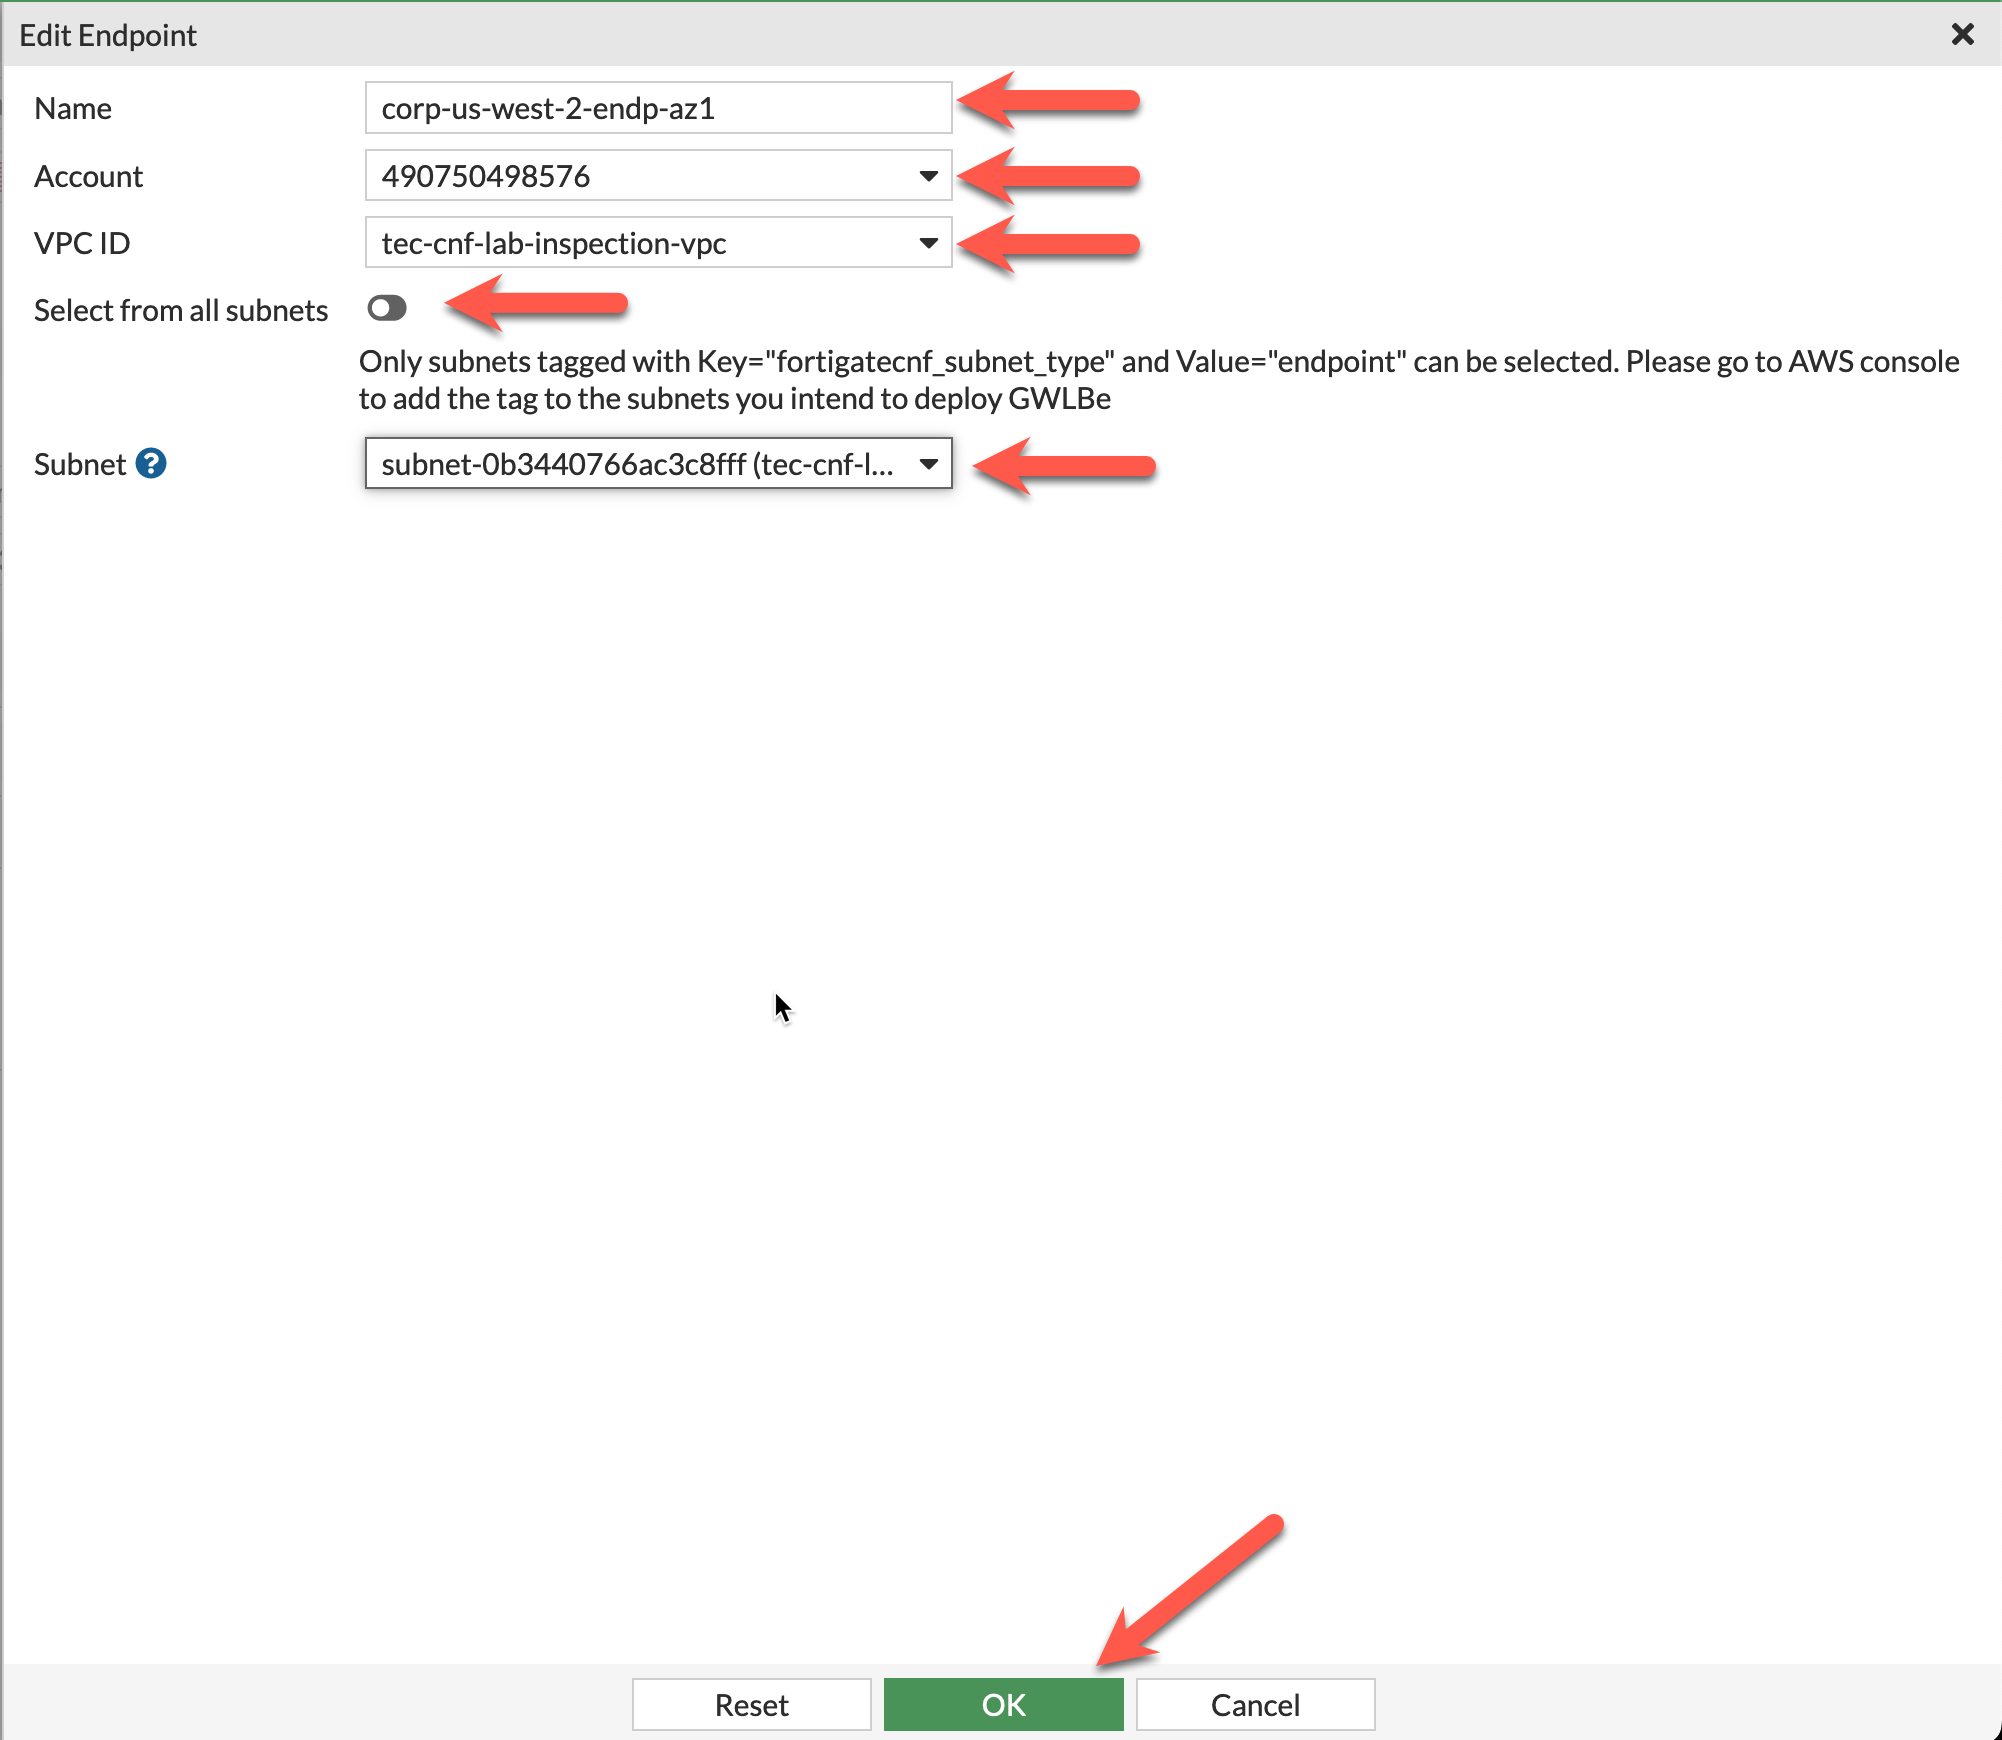 Edit Endpoint
Name
corp-us-west-2-endp-az1
Account
490750498576
VPC ID
tec-cnf-lab-inspection-vpc
Select from all subnets
Only subnets tagged with Key="fortigatecnf_subnet_type" and Value="endpoint" can be selected. Please go to AWS console
to add the tag to the subnets you intend to deploy GWLBe
Subnet ?
subnet-0b3440766ac3c8fff (tec-cnf-l...
Reset
OK
Cancel